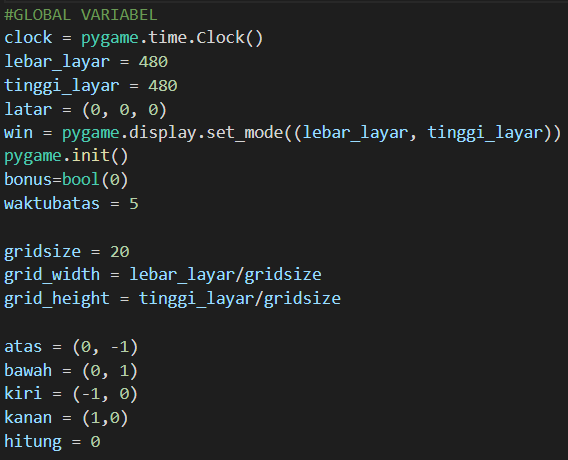 #GLOBAL VARIABEL
clock = pygame.time.Clock()
lebar_layar = 480
tinggi_layar = 480
latar = (0, 0, 0)
win = pygame.display.set_mode((lebar_layar, tinggi_layar))
pygame.init()
bonus=bool(0)
waktubatas = 5

gridsize = 20
grid_width = lebar_layar/gridsize
grid_height = tinggi_layar/gridsize

atas = (0, -1)
bawah = (0, 1)
kiri = (-1, 0)
kanan = (1,0)
hitung = 0